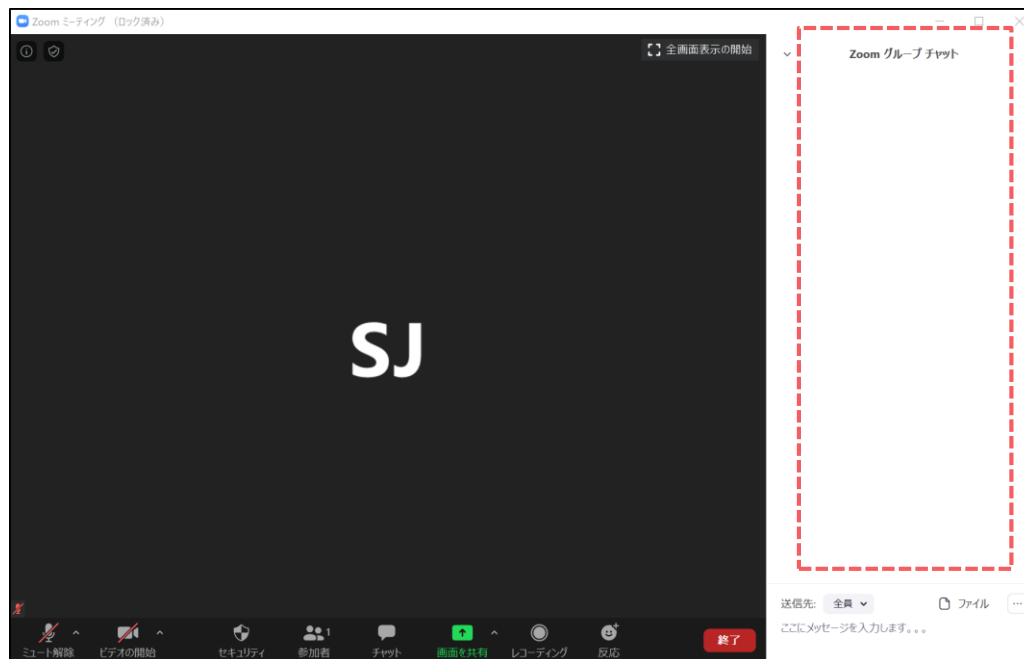 Zoom ミーティング (ロック済み)
全画面表示の開始
Zoom グループ チャット
SJ
送信先: 全員 ファイル
ここにメッセージを入力します。。。
ミュート解除 ビデオの開始 セキュリティ 参加者 1 チャット 画面を共有 レコーディング 反応 終了